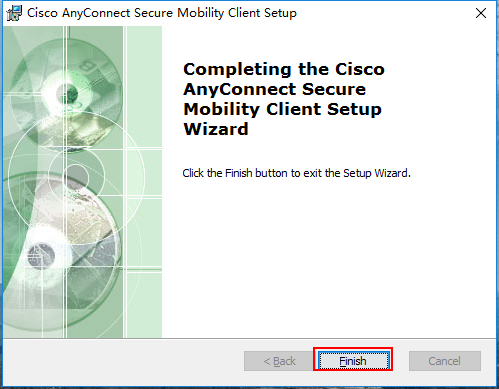 Cisco AnyConnect Secure Mobility Client Setup
Completing the Cisco
AnyConnect Secure
Mobility Client Setup
Wizard
Click the Finish button to exit the Setup Wizard.
< Back
Finish
Cancel